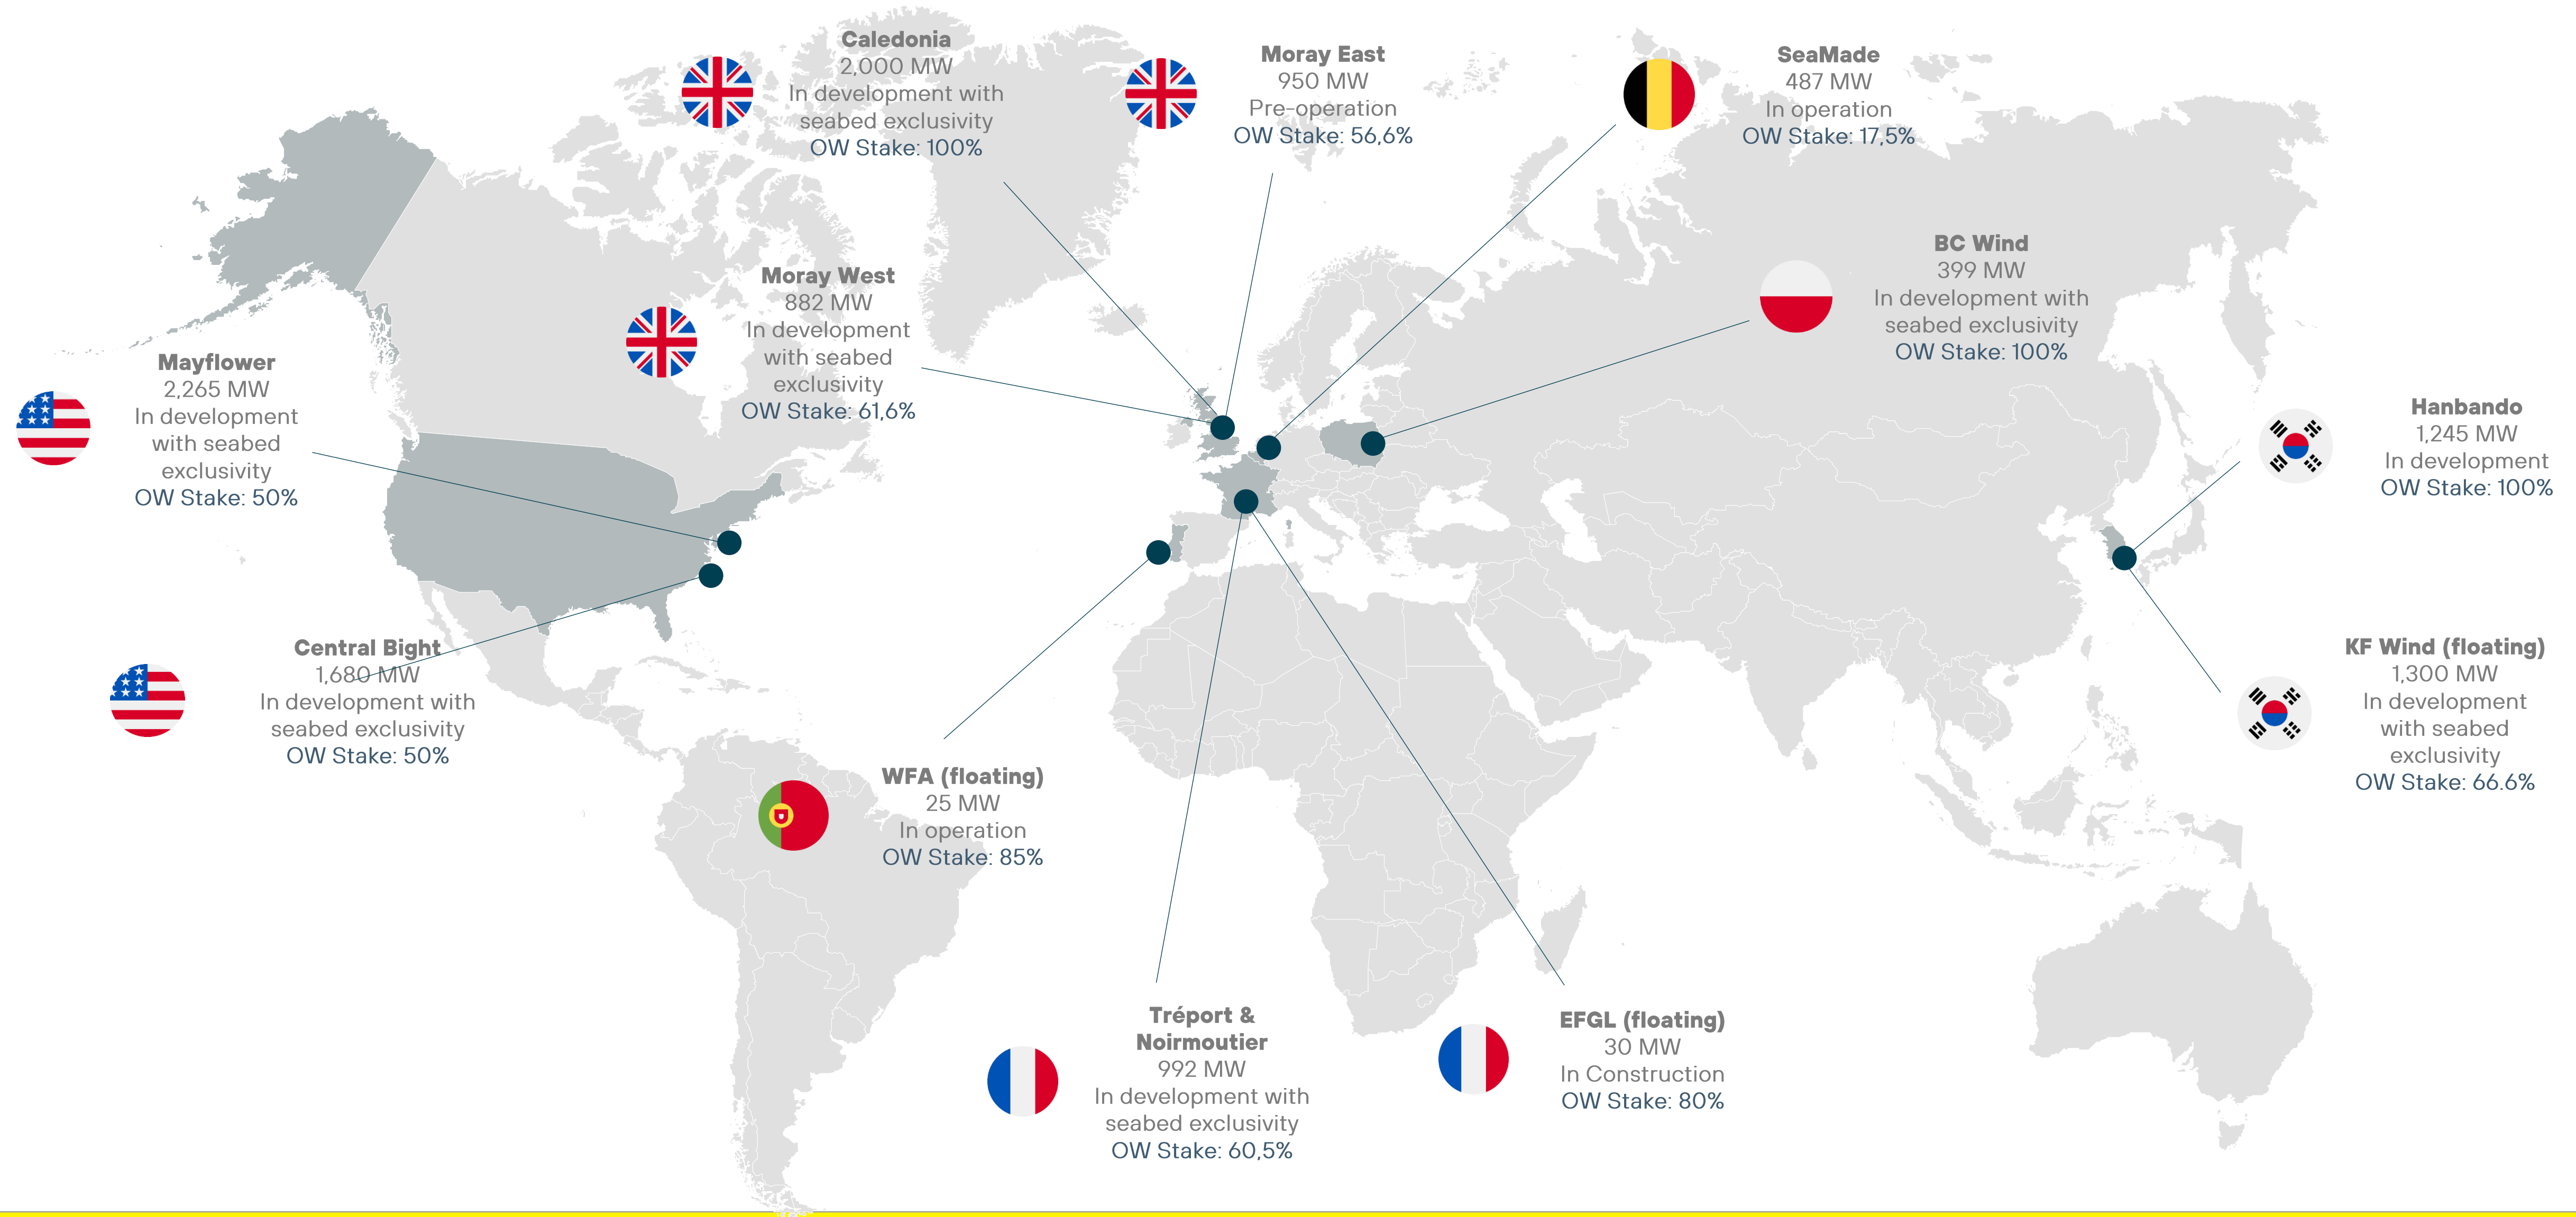 Caledonia
2,000 MW
In development with
seabed exclusivity
OW Stake: 100%
Moray East
950 MW
Pre-operation
OW Stake: 56,6%
SeaMade
487 MW
In operation
OW Stake: 17,5%
BC Wind
399 MW
In development with
seabed exclusivity
OW Stake: 100%
Moray West
882 MW
In development
with seabed
exclusivity
OW Stake: 61,6%
Mayflower
2,265 MW
In development
with seabed
exclusivity
OW Stake: 50%
Hanbando
1,245 MW
In development
OW Stake: 100%
Central Bight
1,680 MW
In development with
seabed exclusivity
OW Stake: 50%
KF Wind (floating)
1,300 MW
In development
with seabed
exclusivity
OW Stake: 66.6%
WFA (floating)
25 MW
In operation
OW Stake: 85%
Tréport &
Noirmoutier
992 MW
In development with
seabed exclusivity
OW Stake: 60,5%
EFGL (floating)
30 MW
In Construction
OW Stake: 80%